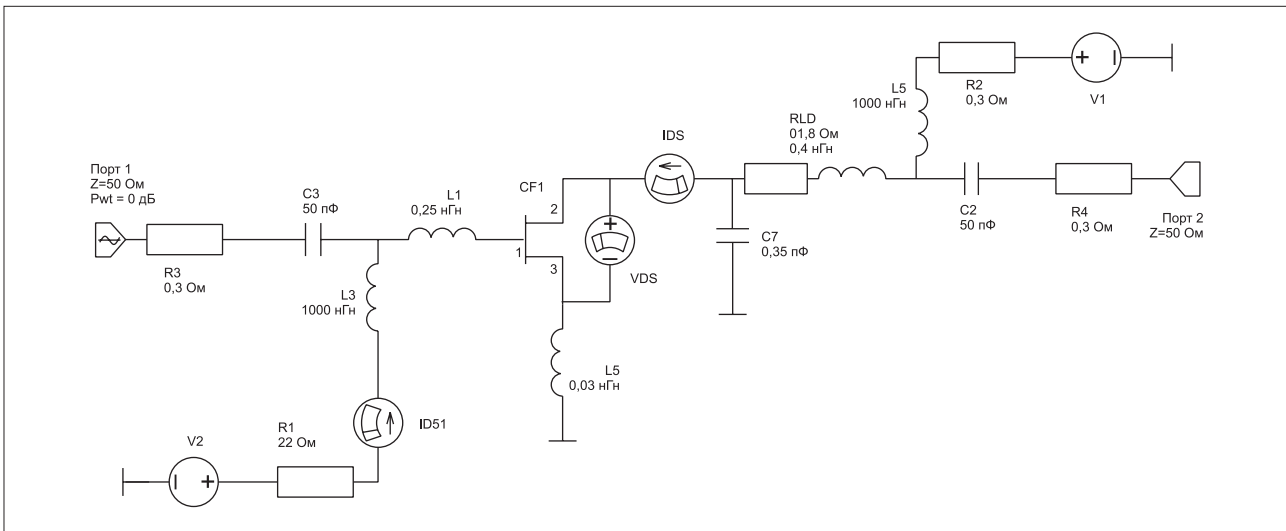 Порт 1
Z=50 Ом
Pwt = 0 дБ
R3
0,3 Ом
C3
50 пФ
L3
1000 нГн
L1
0,25 нГн
CF1
2
1
3
IDS
VDS
L5
0,03 нГн
ID51
V2
R1
22 Ом
C7
0,35 пФ
RLD
01,8 Ом
0,4 нГн
L5
1000 нГн
R2
0,3 Ом
V1
C2
50 пФ
R4
0,3 Ом
Порт 2
Z=50 Ом